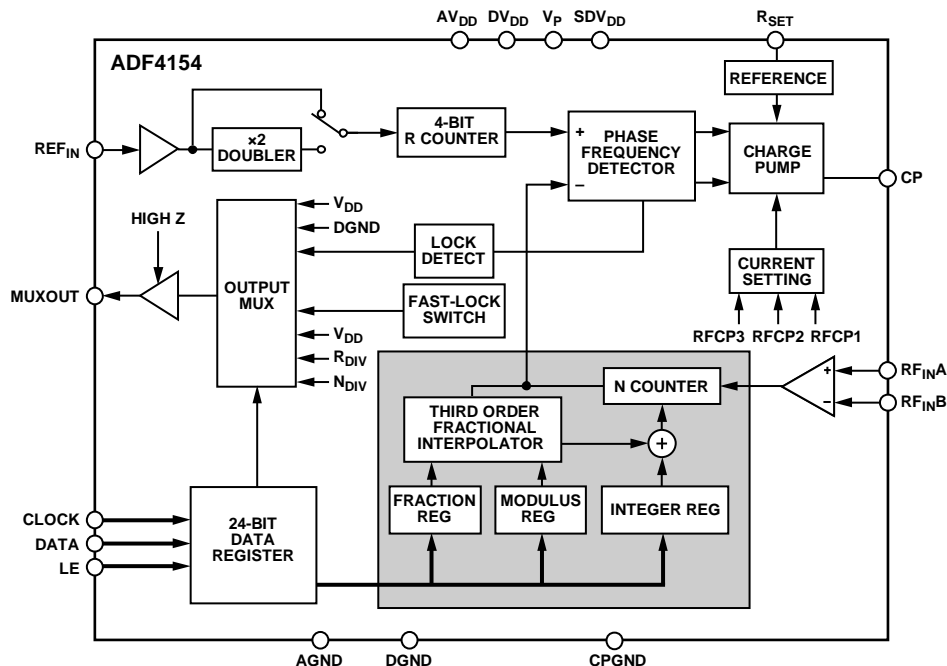 AVDD DVDD VP SDVDD RSET
ADF4154
REFERENCE
×2
DOUBLER
4-BIT
R COUNTER
+
PHASE
FREQUENCY
DETECTOR
–
CHARGE
PUMP
REFIN
CP
HIGH Z
VDD
DGND
LOCK
DETECT
CURRENT
SETTING
MUXOUT
OUTPUT
MUX
FAST-LOCK
SWITCH
RFCP3 RFCP2 RFCP1
VDD
RDIV
NDIV
N COUNTER
+
–
RFINA
RFINB
THIRD ORDER
FRACTIONAL
INTERPOLATOR
+
FRACTION
REG
MODULUS
REG
INTEGER REG
CLOCK
DATA
LE
24-BIT
DATA
REGISTER
AGND DGND CPGND